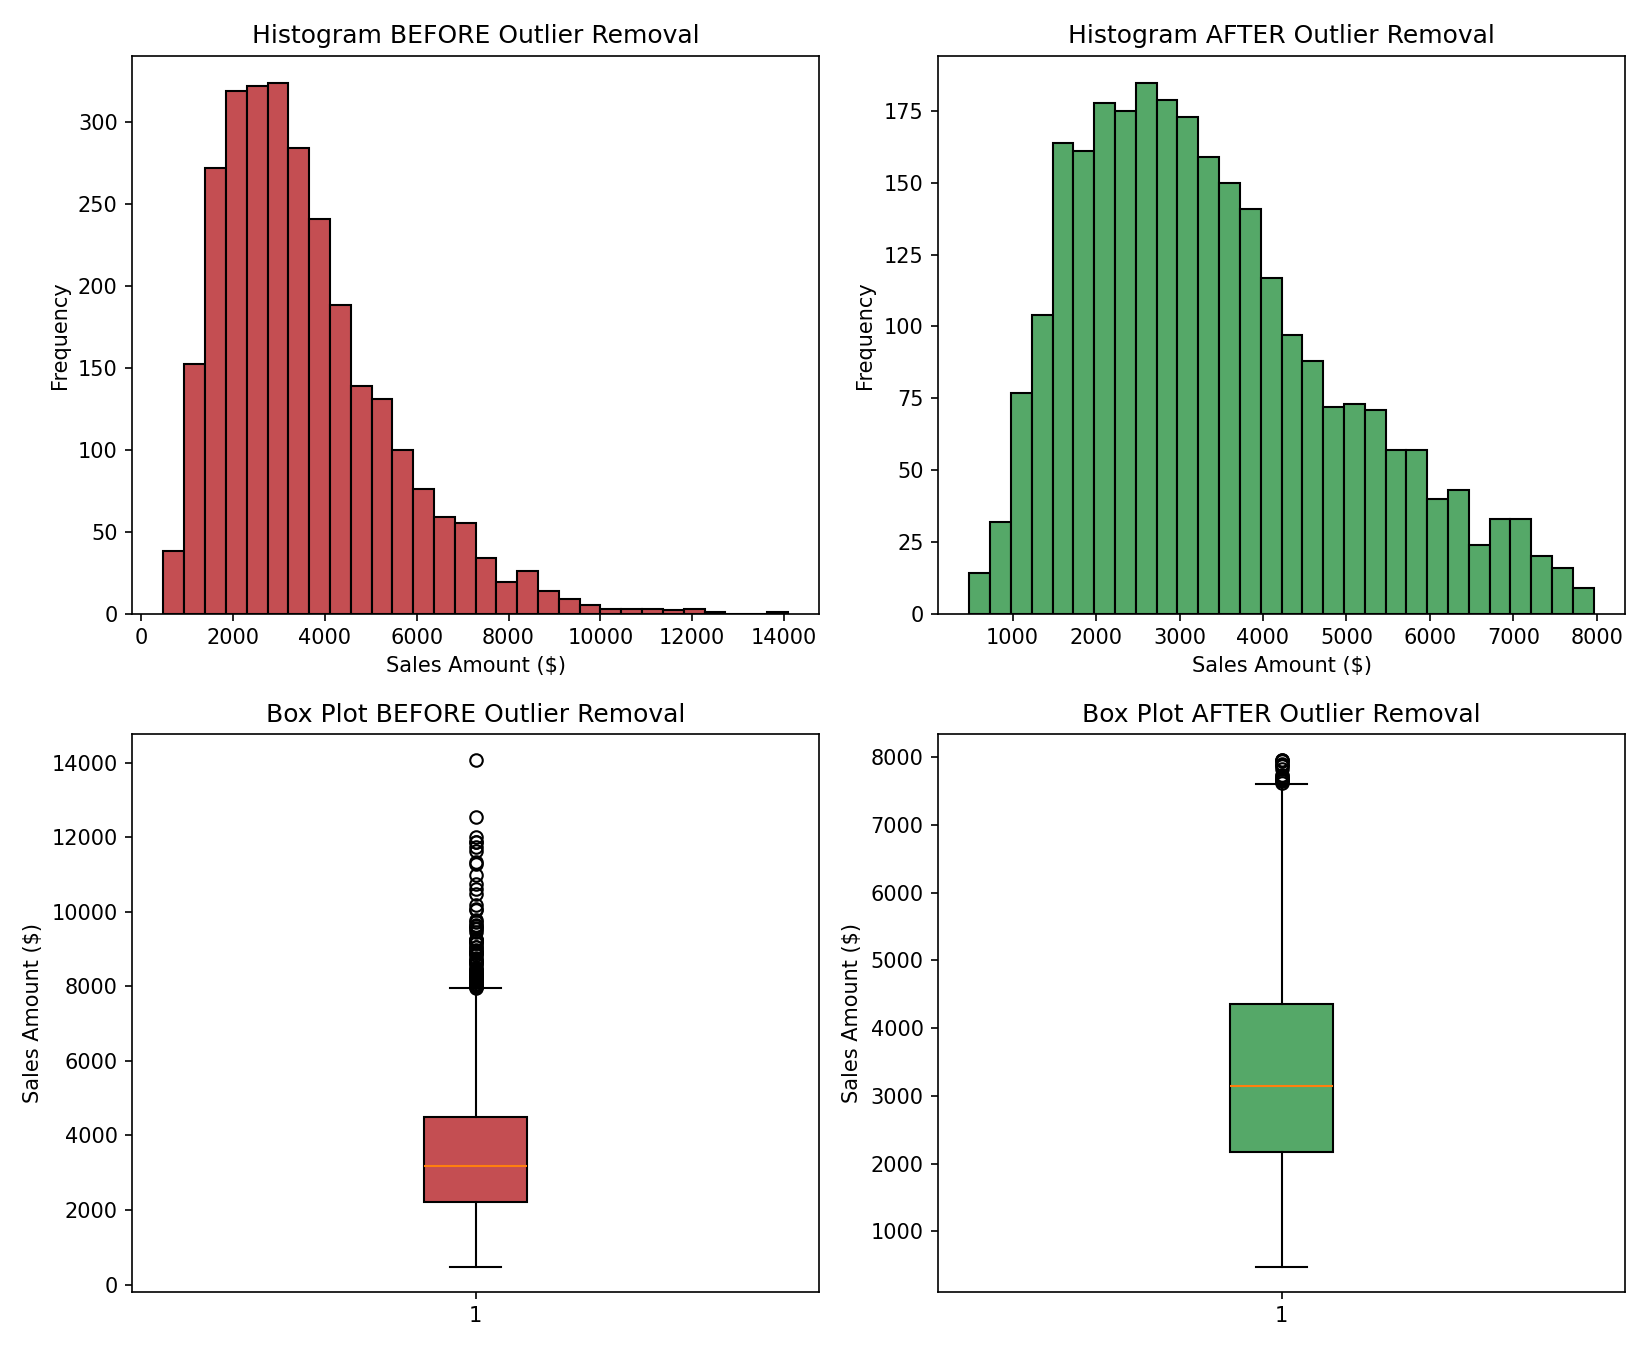 Histogram BEFORE Outlier Removal
Frequency
300
250
200
150
100
50
0
0 2000 4000 6000 8000 10000 12000 14000
Sales Amount ($)
Histogram AFTER Outlier Removal
Frequency
175
150
125
100
75
50
25
0
1000 2000 3000 4000 5000 6000 7000 8000
Sales Amount ($)
Box Plot BEFORE Outlier Removal
Sales Amount ($)
14000
12000
10000
8000
6000
4000
2000
0
1
Box Plot AFTER Outlier Removal
Sales Amount ($)
8000
7000
6000
5000
4000
3000
2000
1000
1